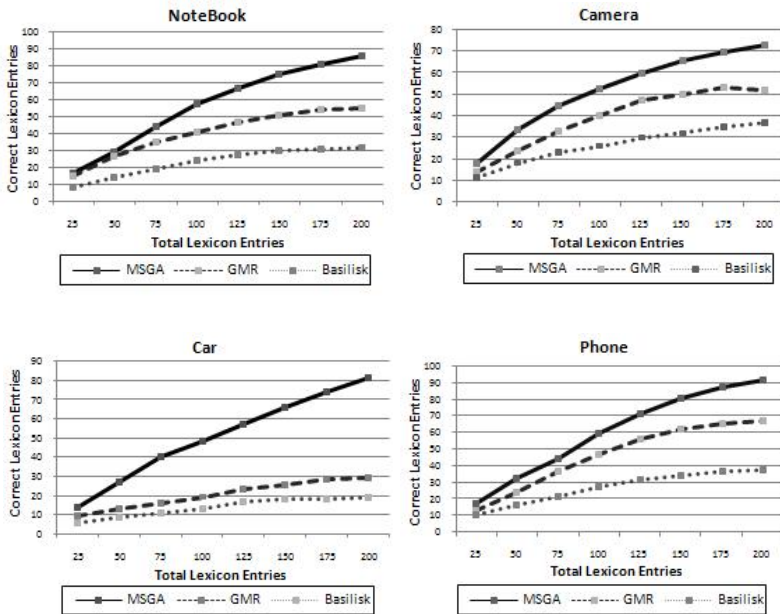 NoteBook
Correct Lexicon Entries
100
90
80
70
60
50
40
30
20
10
0
25 50 75 100 125 150 175 200
Total Lexicon Entries
MSGA GMR Basilisk
Camera
Correct Lexicon Entries
80
70
60
50
40
30
20
10
0
25 50 75 100 125 150 175 200
Total Lexicon Entries
MSGA GMR Basilisk
Car
Correct Lexicon Entries
90
80
70
60
50
40
30
20
10
0
25 50 75 100 125 150 175 200
Total Lexicon Entries
MSGA GMR Basilisk
Phone
Correct Lexicon Entries
100
90
80
70
60
50
40
30
20
10
0
25 50 75 100 125 150 175 200
Total Lexicon Entries
MSGA GMR Basilisk